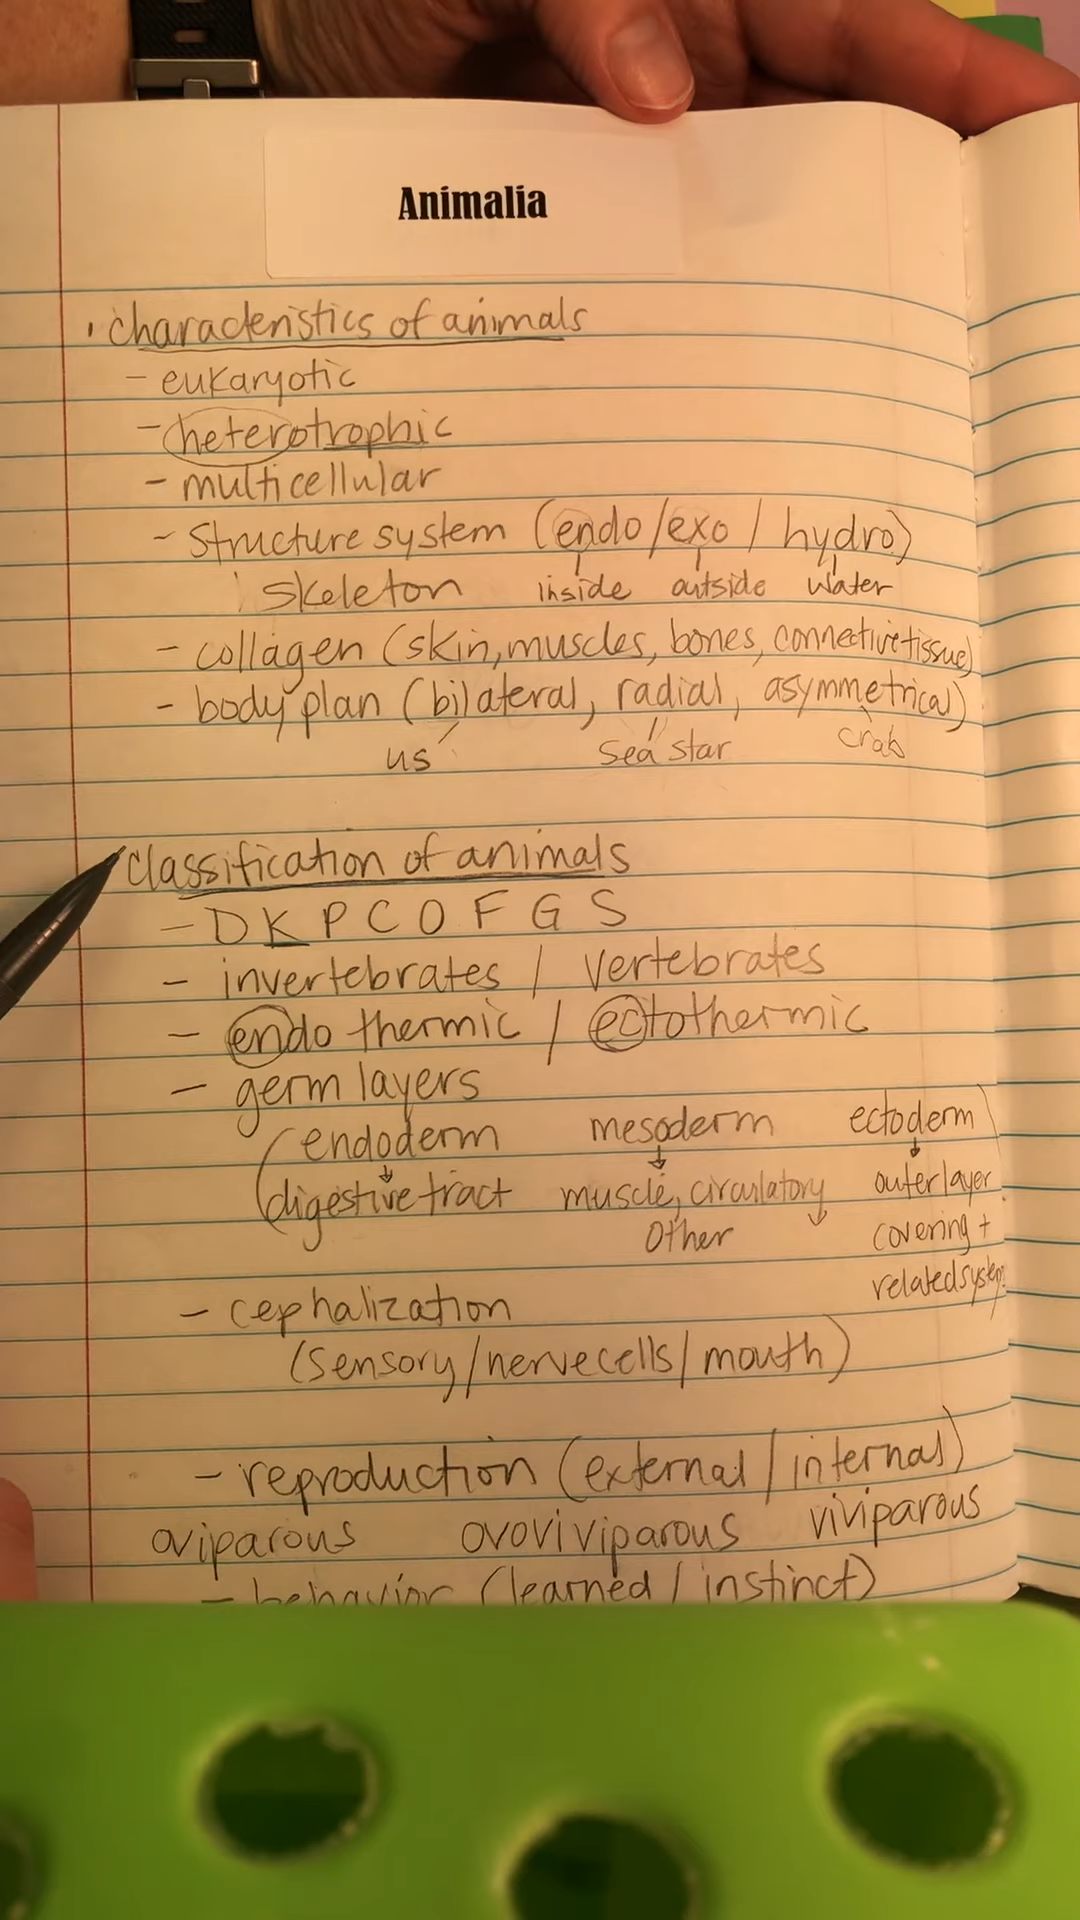 Animalia
characteristics of animals
- eukaryotic
- heterotrophic
- multicellular
- Structure system (endo/exo / hydro)
skeleton inside outside water
- collagen (skin, muscles, bones, connective tissue)
- body plan (bilateral, radial, asymmetrical)
us sea star crab
classification of animals
- D K P C O F G S
- invertebrates / vertebrates
- endo thermic / ectothermic
- germ layers
(endoderm mesoderm ectoderm)
digestive tract muscle, circulatory outer layer
other covering +
related system
- cephalization
(sensory/nerve cells/mouth)
- reproduction (external / internal)
oviparous ovoviviparous viviparous
- behavior (learned / instinct)